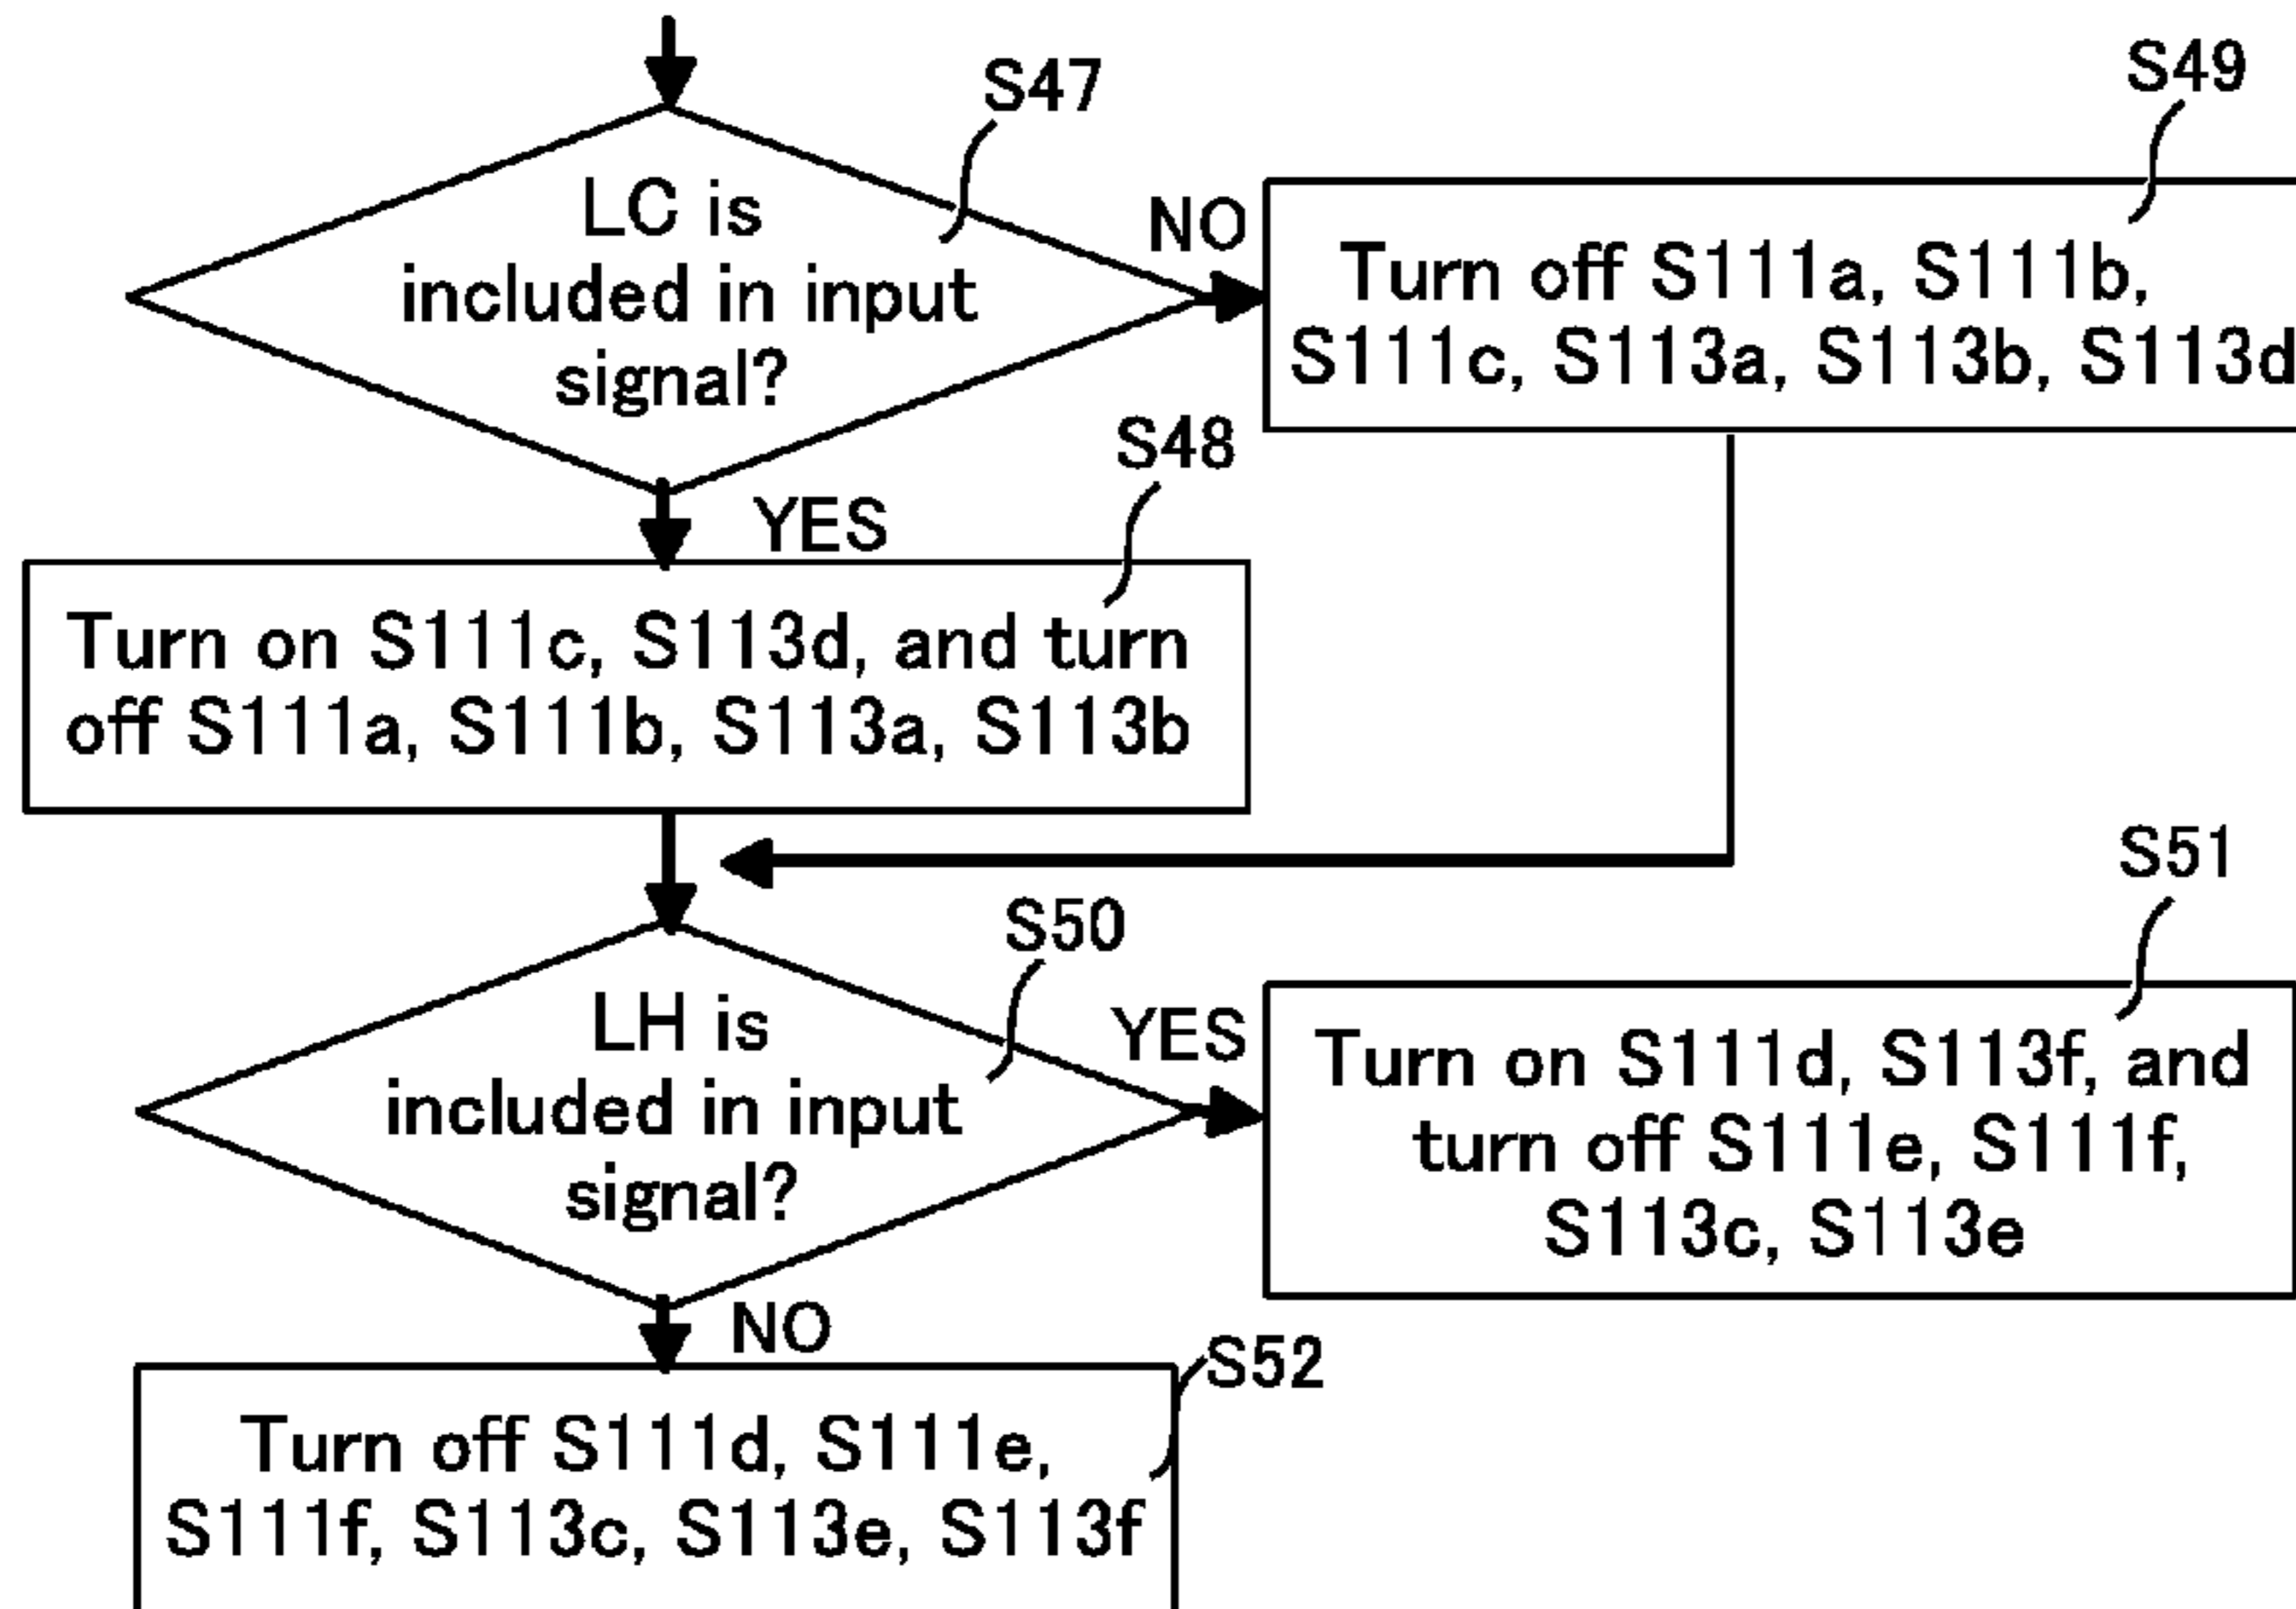 S47
LC is
included in input
signal?
NO
S49
Turn off S111a, S111b,
S111c, S113a, S113b, S113d
YES
S48
Turn on S111c, S113d, and turn
off S111a, S111b, S113a, S113b
S50
LH is
included in input
signal?
YES
S51
Turn on S111d, S113f, and
turn off S111e, S111f,
S113c, S113e
NO
S52
Turn off S111d, S111e,
S111f, S113c, S113e, S113f